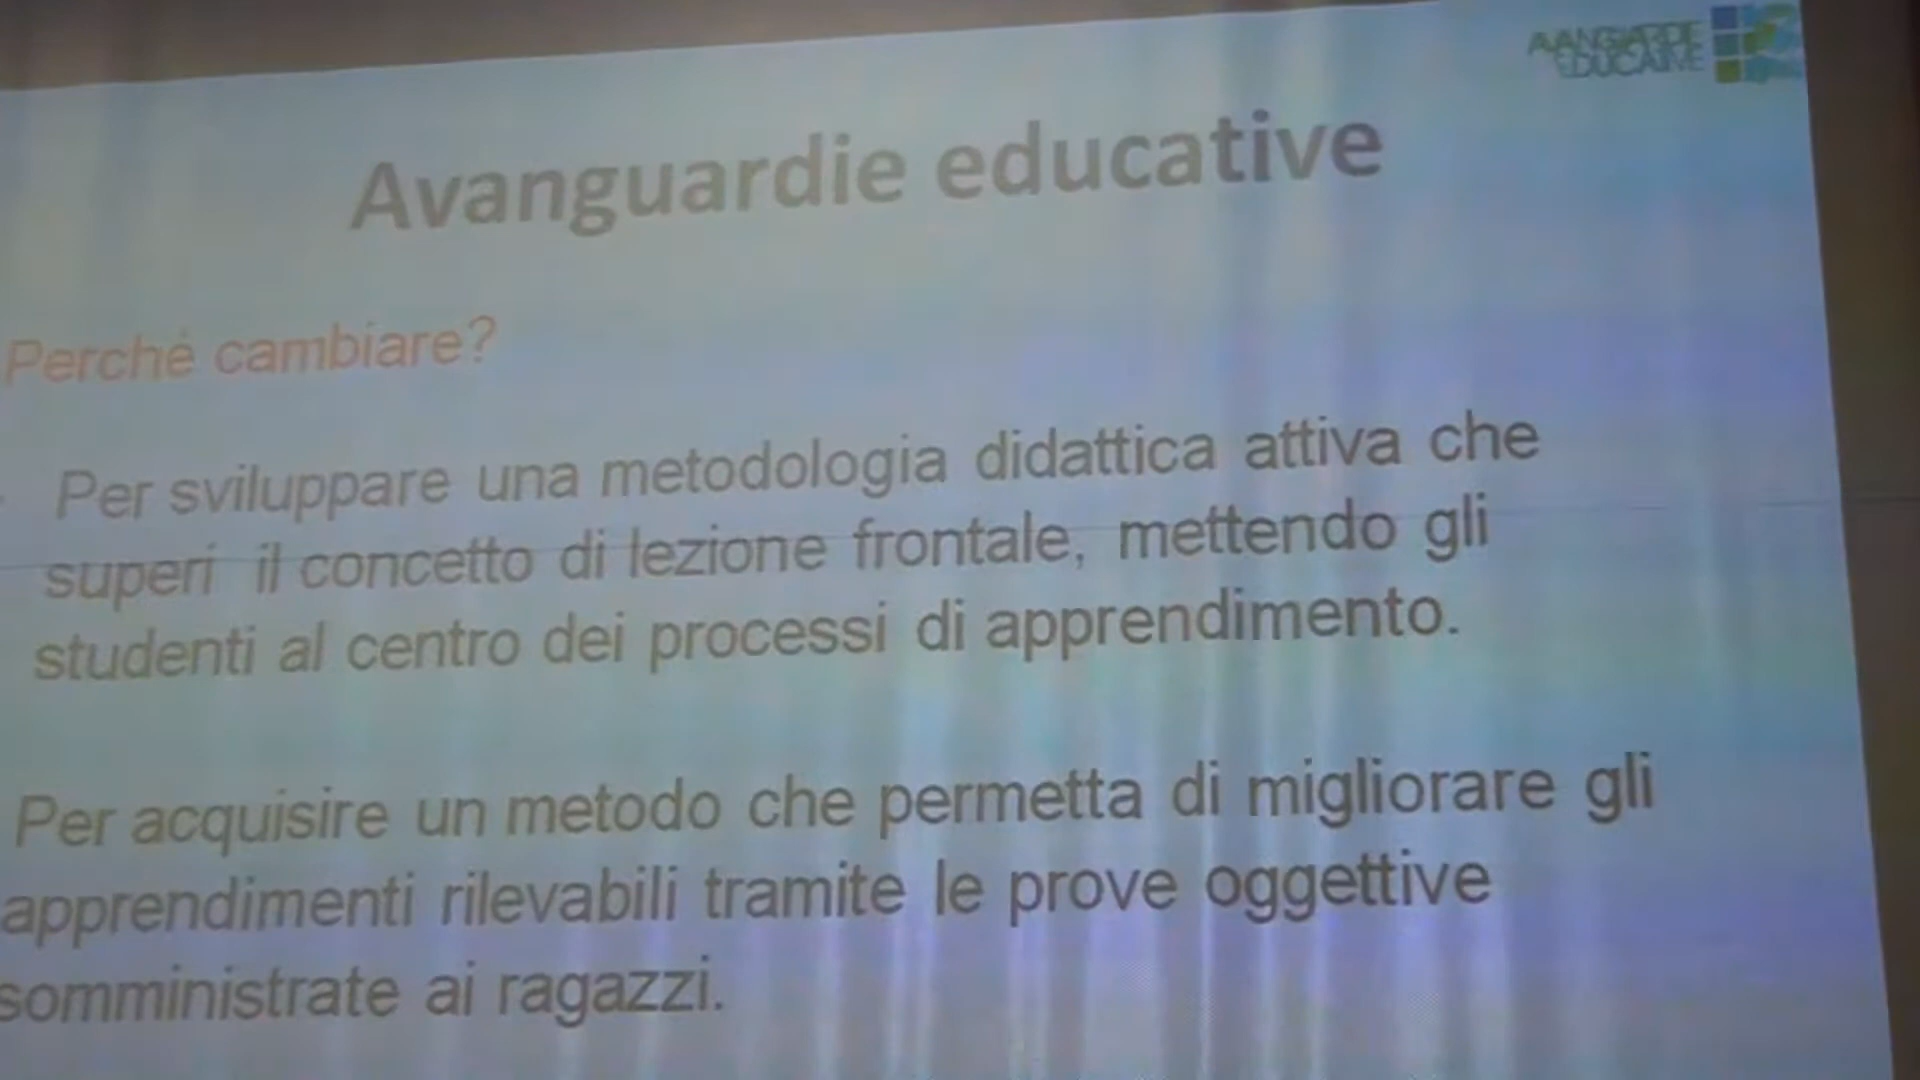 AVANGUARDIE
EDUCATIVE
Avanguardie educative
Perché cambiare?
Per sviluppare una metodologia didattica attiva che
superi il concetto di lezione frontale, mettendo gli
studenti al centro dei processi di apprendimento.
Per acquisire un metodo che permetta di migliorare gli
apprendimenti rilevabili tramite le prove oggettive
somministrate ai ragazzi.